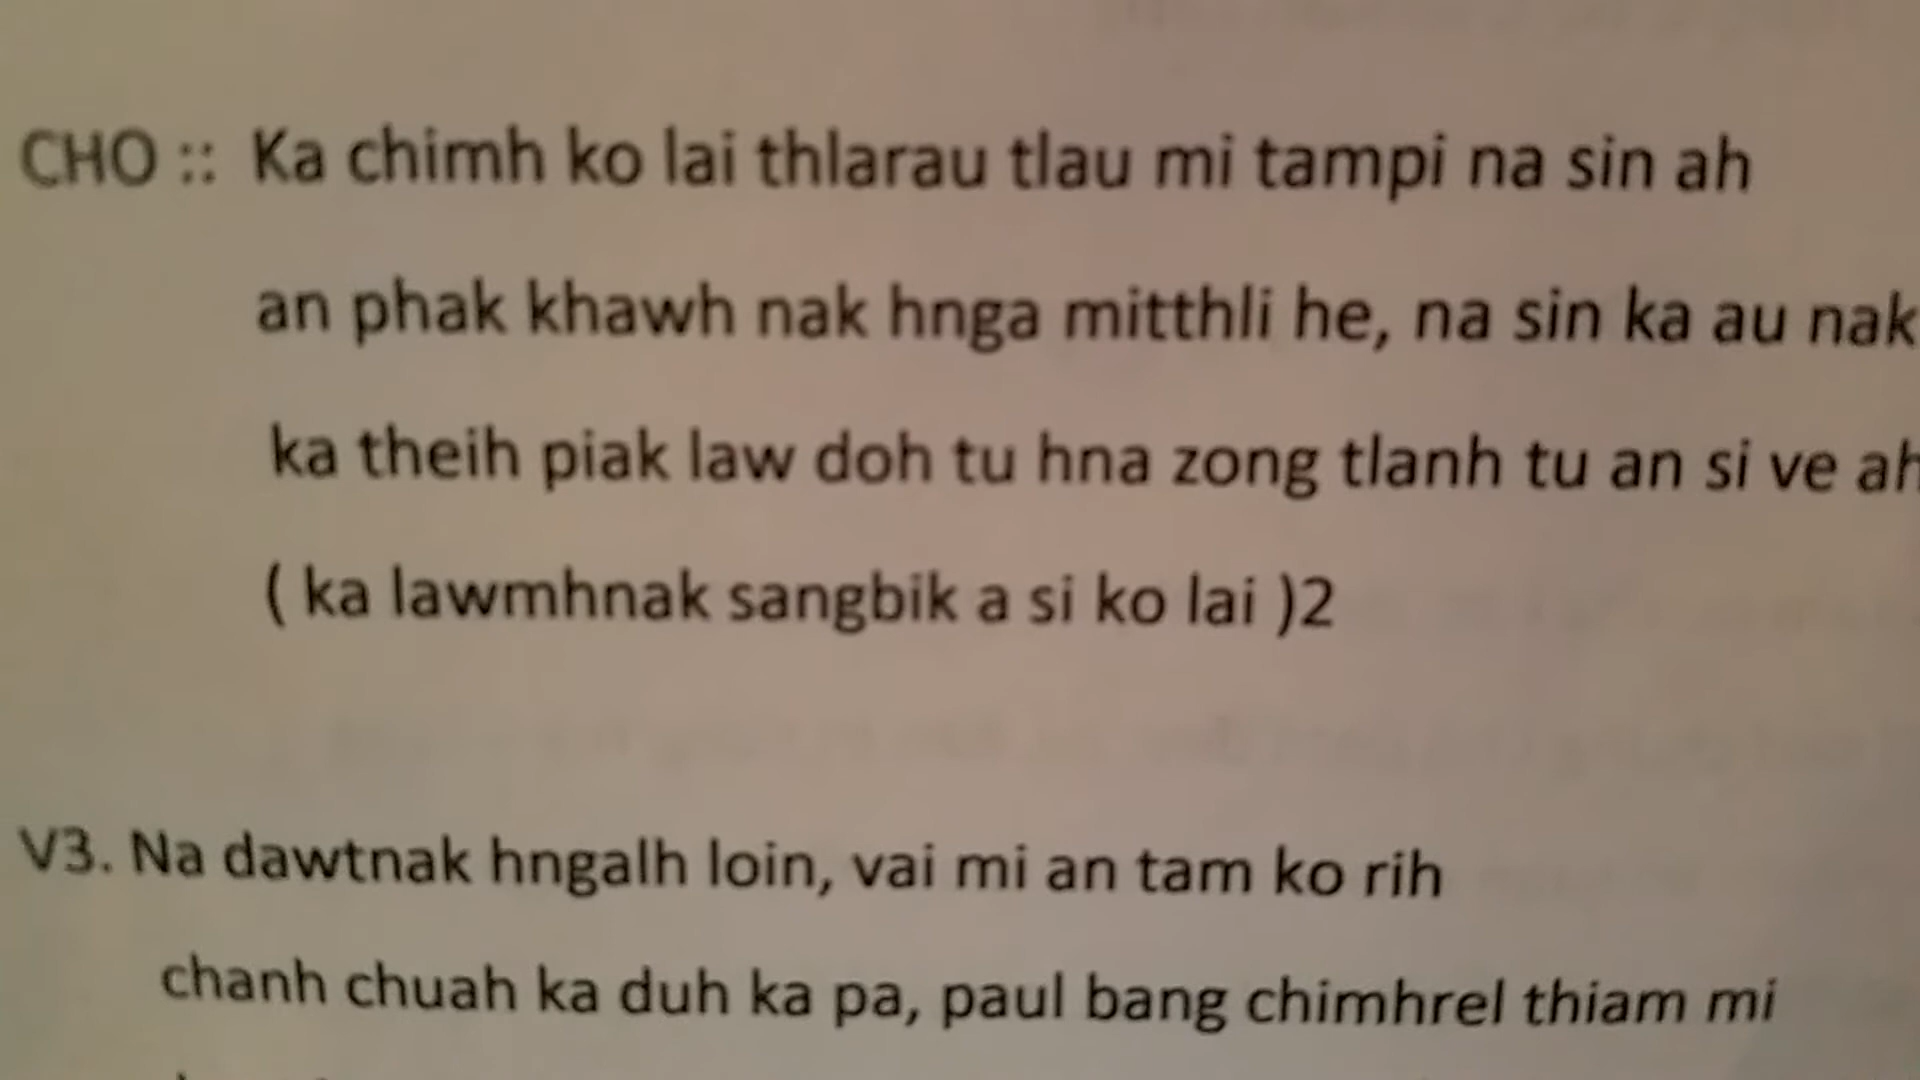 CHO :: Ka chimh ko lai thlarau tlau mi tampi na sin ah
an phak khawh nak hnga mitthli he, na sin ka au nak
ka theih piak law doh tu hna zong tlanh tu an si ve ah
( ka lawmhnak sangbik a si ko lai )2
V3. Na dawtnak hngalh loin, vai mi an tam ko rih
chanh chuah ka duh ka pa, paul bang chimhrel thiam mi